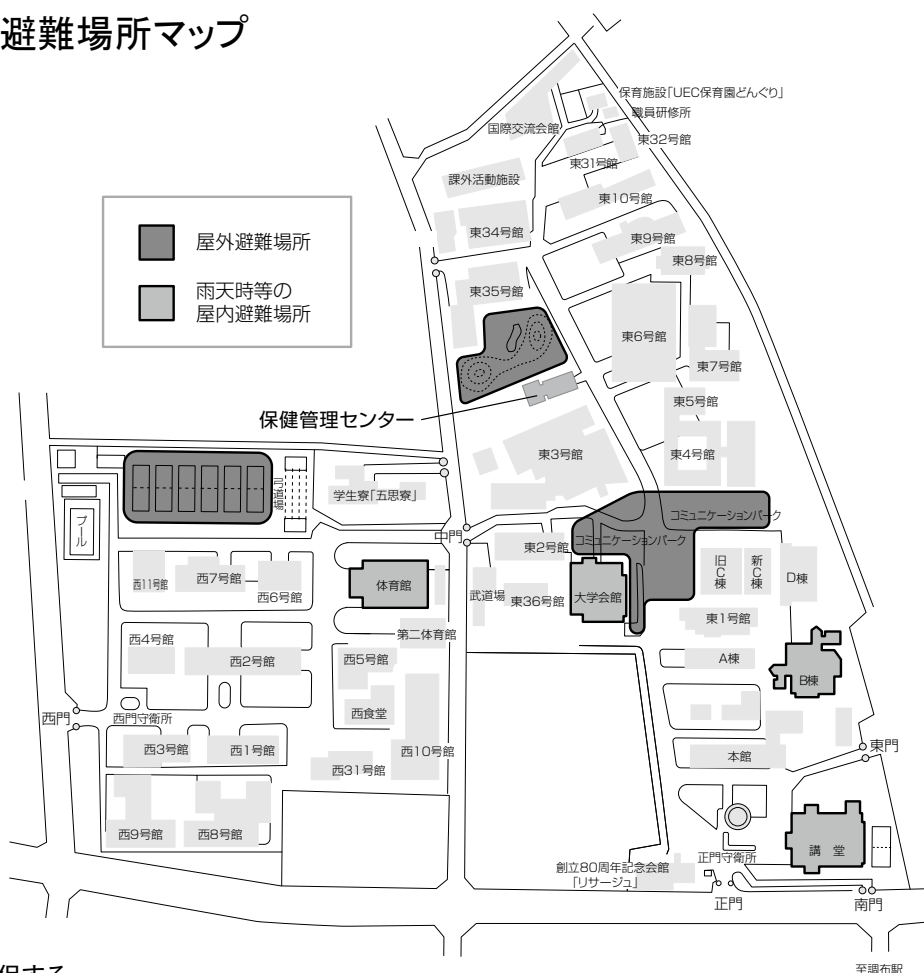 避難場所マップ
屋外避難場所
雨天時等の
屋内避難場所
保育施設「UEC保育園どんぐり」
職員研修所
国際交流会館
東32号館
東31号館
課外活動施設
東10号館
東34号館
東9号館
東8号館
東35号館
東6号館
東7号館
保健管理センター
東5号館
東3号館
東4号館
弓道場
学生寮「五思寮」
プール
コミュニケーションパーク
中門
東2号館
コミュニケーションパーク
旧C棟
新C棟
D棟
西11号館
西7号館
西6号館
体育館
武道場
東36号館
大学会館
東1号館
第二体育館
西4号館
西2号館
西5号館
A棟
B棟
西食堂
西門
西門守衛所
西3号館
西1号館
西10号館
西31号館
東門
本館
西9号館
西8号館
正門守衛所
講堂
創立80周年記念会館
「リサージュ」
正門
南門
至調布駅